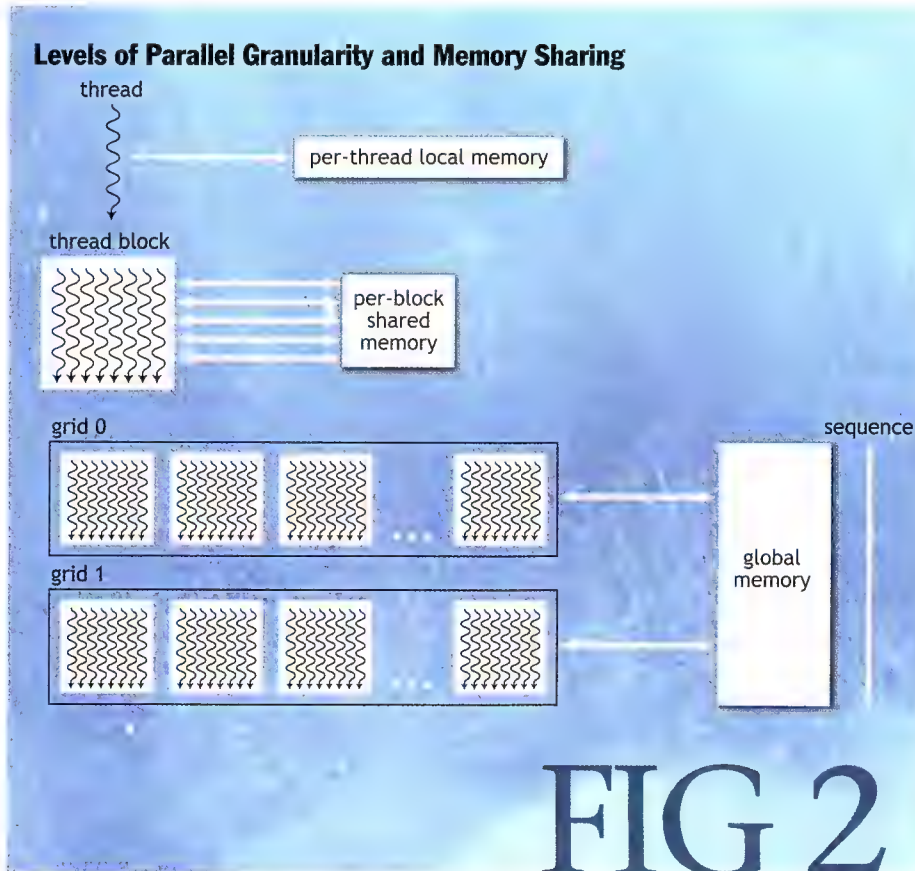 Levels of Parallel Granularity and Memory Sharing
thread
per-thread local memory
thread block
per-block
shared
memory
grid 0
sequence
...
global
memory
grid 1
...
FIG 2